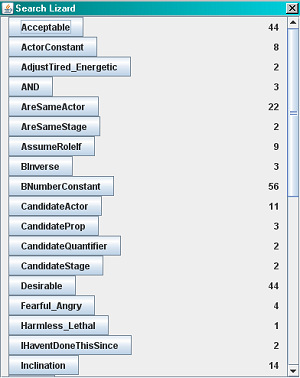 Search Lizard
Acceptable 44
ActorConstant 8
AdjustTired_Energetic 2
AND 3
AreSameActor 22
AreSameStage 2
AssumeRoleIf 9
BInverse 3
BNumberConstant 56
CandidateActor 11
CandidateProp 3
CandidateQuantifier 2
CandidateStage 2
Desirable 44
Fearful_Angry 4
Harmless_Lethal 1
IHaventDoneThisSince 2
Inclination 14